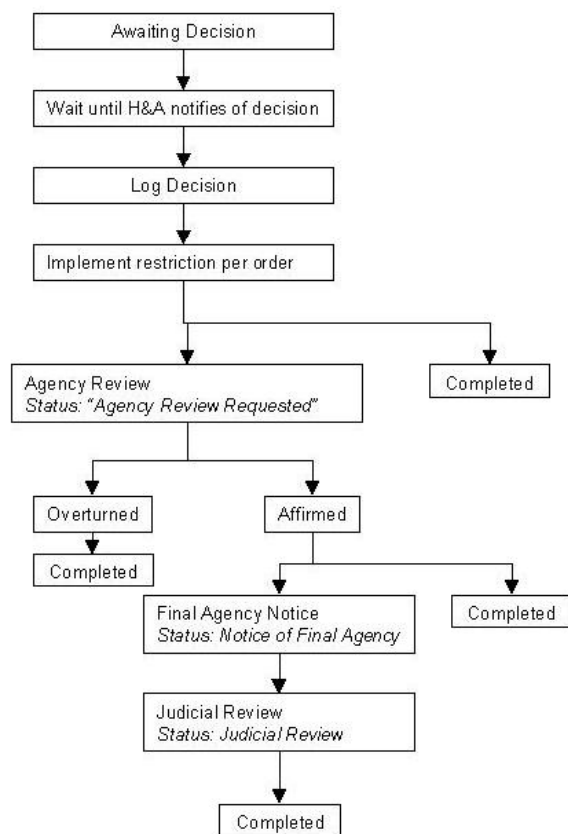 Awaiting Decision
Wait until H&A notifies of decision
Log Decision
Implement restriction per order
Agency Review
Status: “Agency Review Requested”
Completed
Overturned
Affirmed
Completed
Final Agency Notice
Status: Notice of Final Agency
Completed
Judicial Review
Status: Judicial Review
Completed